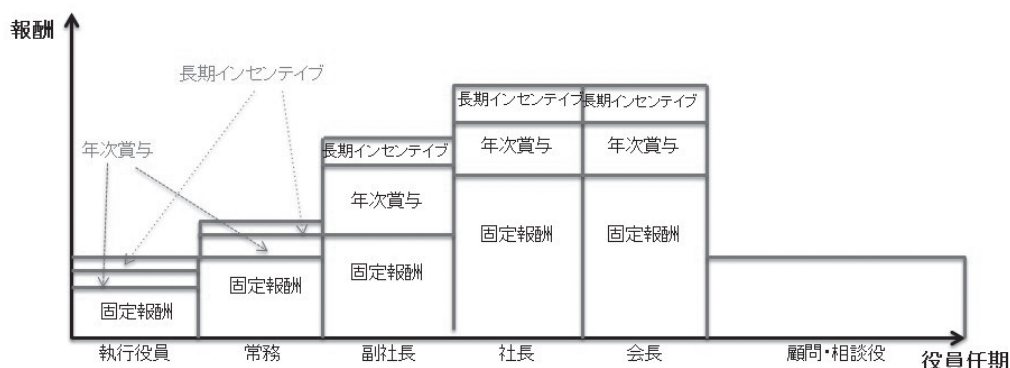 報酬
長期インセンテイブ
年次賞与
長期インセンテイブ
長期インセンテイブ
長期インセンテイブ
年次賞与
年次賞与
年次賞与
固定報酬
固定報酬
固定報酬
固定報酬
固定報酬
執行役員
常務
副社長
社長
会長
顧問・相談役
役員任期